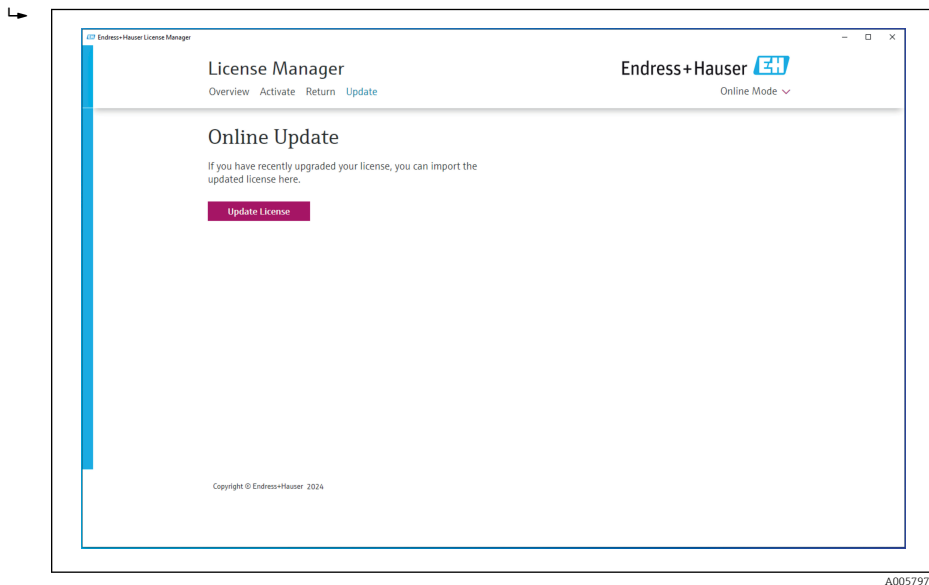 Endress+Hauser License Manager
License Manager
Endress+Hauser
Overview Activate Return Update
Online Mode
Online Update
If you have recently upgraded your license, you can import the
updated license here.
Update License
Copyright © Endress+Hauser 2024
A005797